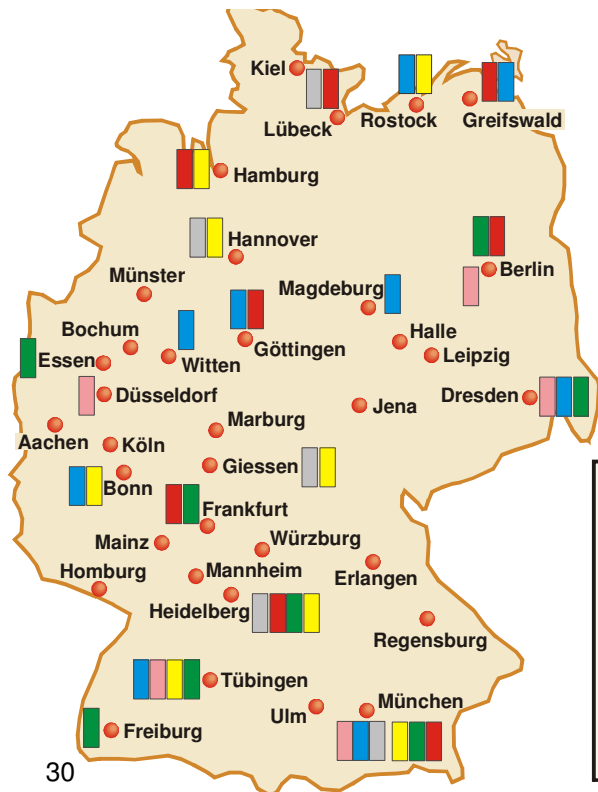 Kiel
Lübeck
Rostock
Greifswald
Hamburg
Hannover
Berlin
Münster
Magdeburg
Bochum
Halle
Essen
Witten
Göttingen
Leipzig
Düsseldorf
Dresden
Jena
Marburg
Aachen
Köln
Giessen
Bonn
Frankfurt
Mainz
Würzburg
Homburg
Mannheim
Erlangen
Heidelberg
Regensburg
Tübingen
München
Ulm
Freiburg
30